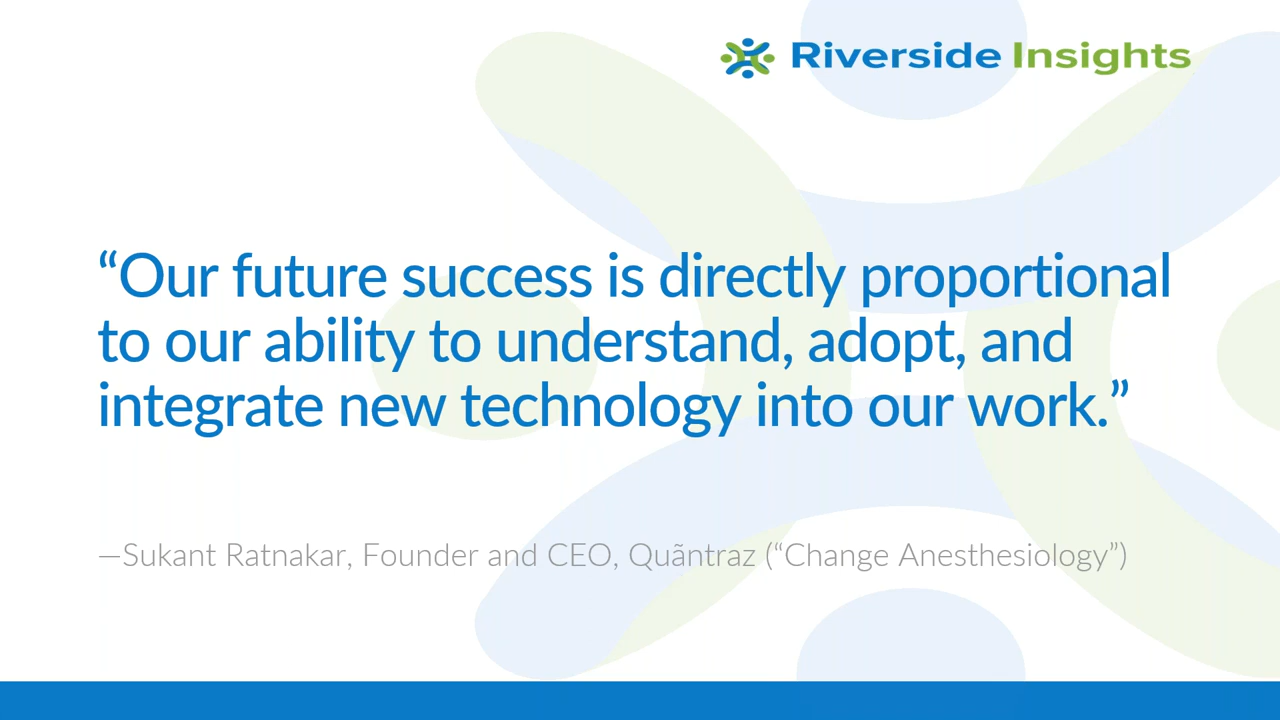 Riverside Insights
“Our future success is directly proportional
to our ability to understand, adopt, and
integrate new technology into our work.”
—Sukant Ratnakar, Founder and CEO, Quãntraz (“Change Anesthesiology”)